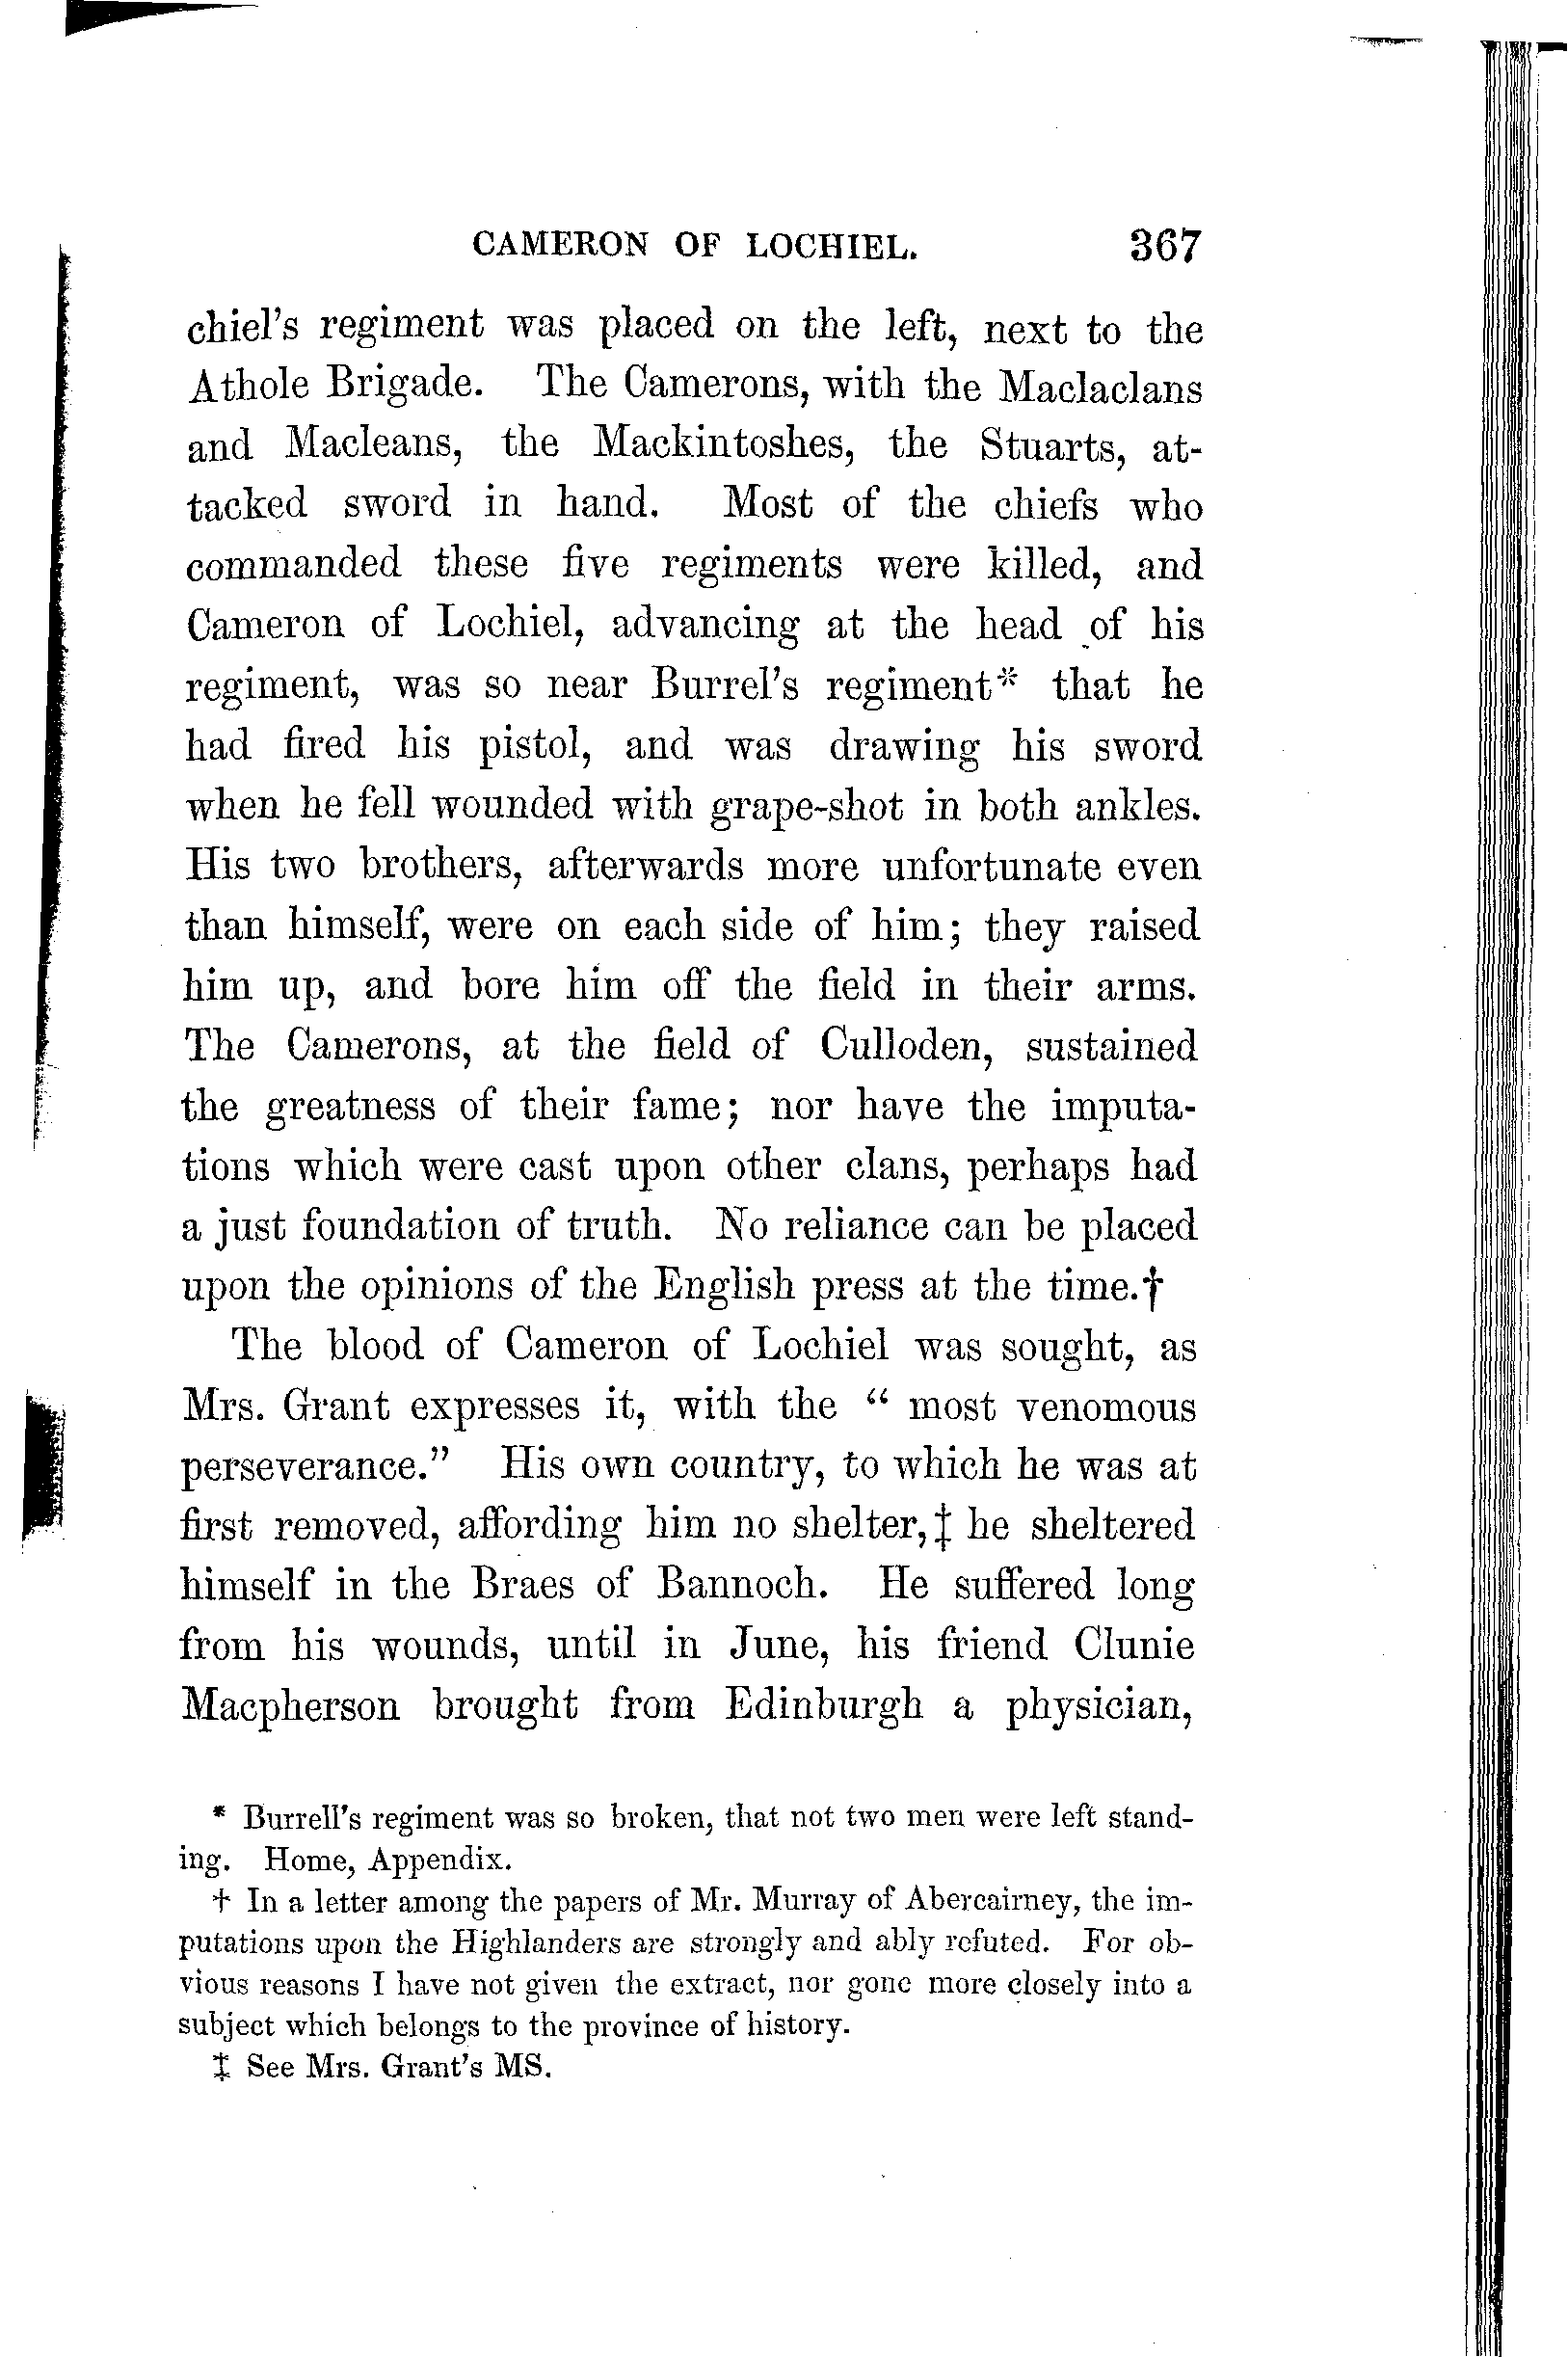 CAMERON OF LOCHIEL. 367
chiel's regiment was placed on the left, next to the
Athole Brigade. The Camerons, with the Maclaclans
and Macleans, the Mackintoshes, the Stuarts, at-
tacked sword in hand. Most of the chiefs who
commanded these five regiments were killed, and
Cameron of Lochiel, advancing at the head of his
regiment, was so near Burrel's regiment* that he
had fired his pistol, and was drawing his sword
when he fell wounded with grape-shot in both ankles.
His two brothers, afterwards more unfortunate even
than himself, were on each side of him; they raised
him up, and bore him off the field in their arms.
The Camerons, at the field of Culloden, sustained
the greatness of their fame; nor have the imputa-
tions which were cast upon other clans, perhaps had
a just foundation of truth. No reliance can be placed
upon the opinions of the English press at the time.†
The blood of Cameron of Lochiel was sought, as
Mrs. Grant expresses it, with the " most venomous
perseverance." His own country, to which he was at
first removed, affording him no shelter,‡ he sheltered
himself in the Braes of Bannoch. He suffered long
from his wounds, until in June, his friend Clunie
Macpherson brought from Edinburgh a physician,
* Burrell's regiment was so broken, that not two men were left stand-
ing. Home, Appendix.
† In a letter among the papers of Mr. Murray of Abercairney, the im-
putations upon the Highlanders are strongly and ably refuted. For ob-
vious reasons I have not given the extract, nor gone more closely into a
subject which belongs to the province of history.
‡ See Mrs. Grant's MS.